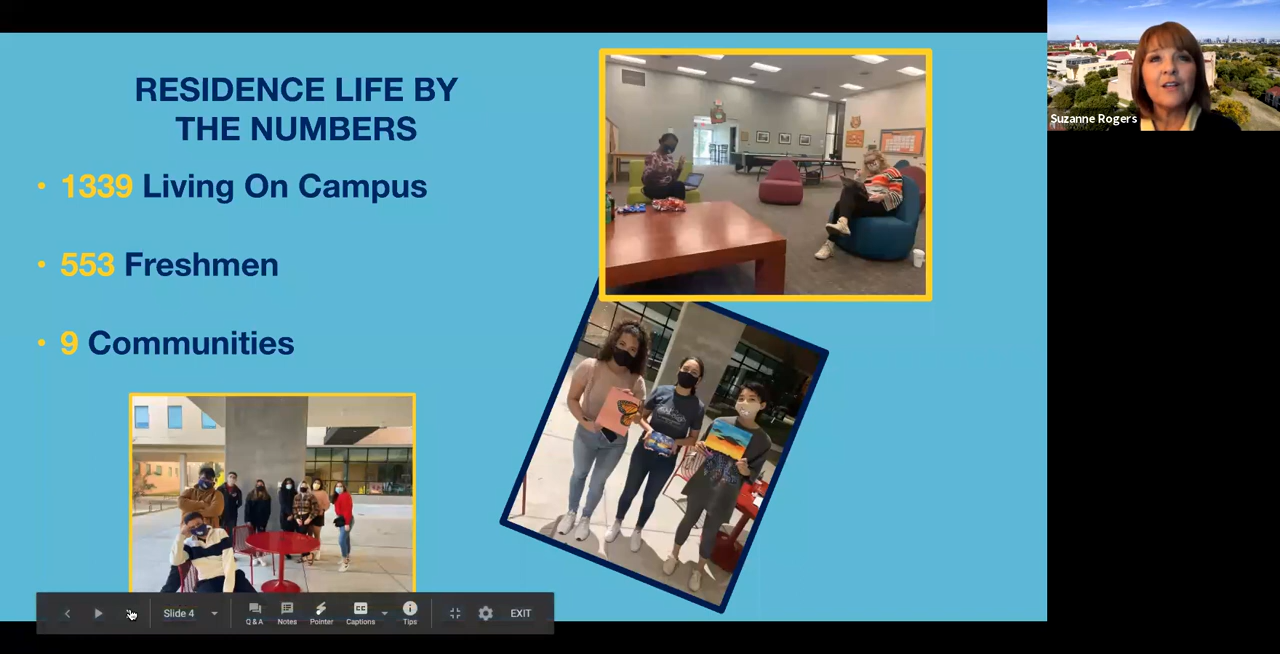 RESIDENCE LIFE BY
THE NUMBERS
• 1339 Living On Campus
• 553 Freshmen
• 9 Communities
Suzanne Rogers
Slide 4
Q & A
Notes
Pointer
Captions
Tips
EXIT